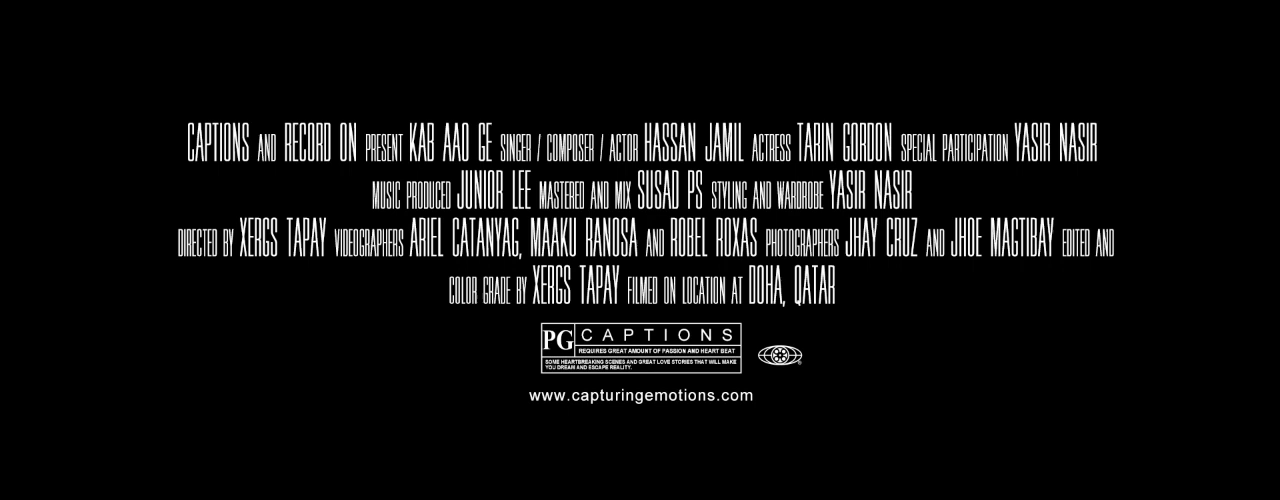 CAPTIONS AND RECORD ON PRESENT KAB AAO GE SINGER / COMPOSER / ACTOR HASSAN JAMIL ACTRESS TARIN GORDON SPECIAL PARTICIPATION YASIR NASIR
MUSIC PRODUCED JUNIOR LEE MASTERED AND MIX SUSAD PS STYLING AND WARDROBE YASIR NASIR
DIRECTED BY XERGS TAPAY VIDEOGRAPHERS ARIEL CATANYAG, MAAKU RANOSA AND ROBEL ROXAS PHOTOGRAPHERS JHAY CRUZ AND JHOE MAGTIBAY EDITED AND
COLOR GRADE BY XERGS TAPAY FILMED ON LOCATION AT DOHA, QATAR
PG CAPTIONS
REQUIRES GREAT AMOUNT OF PASSION AND HEART BEAT
SOME HEARTBREAKING SCENES AND GREAT LOVE STORIES THAT WILL MAKE
YOU DREAM AND ESCAPE REALITY.
www.capturingemotions.com